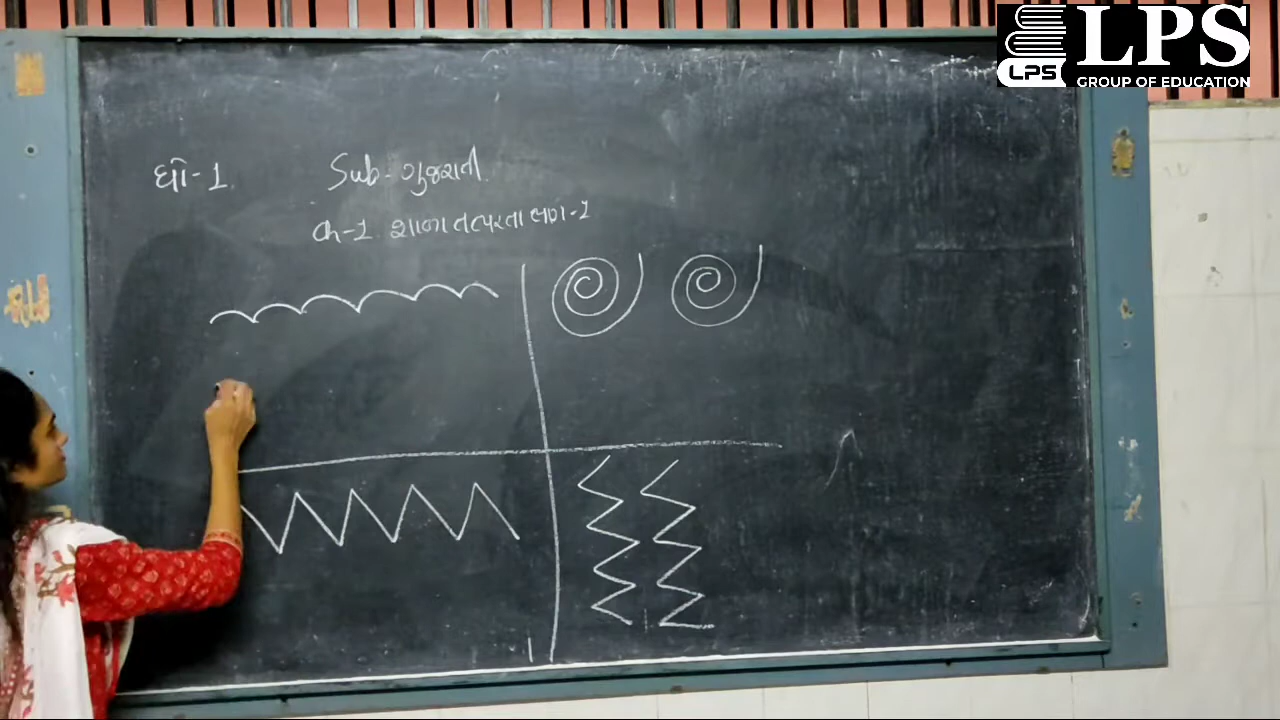 LPS
LPS
GROUP OF EDUCATION
ધો-1 Sub-ગુજરાતી
Ch-1 શાળા તત્પરતા ભાગ-1